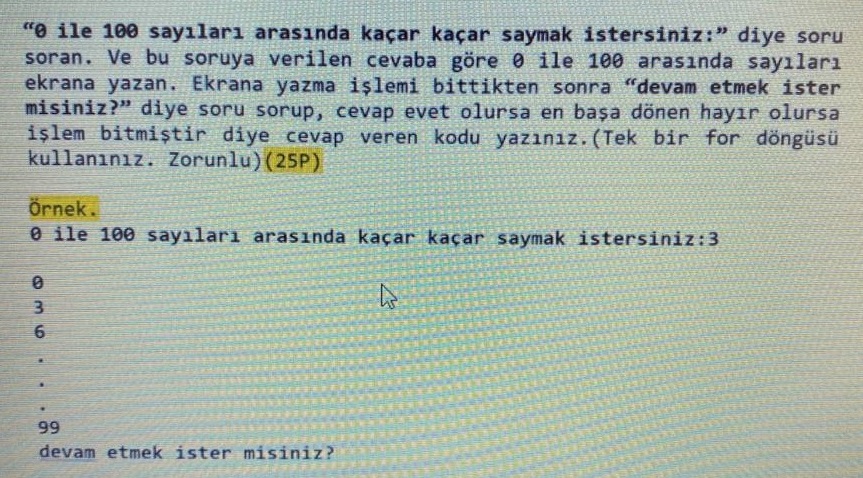 “0 ile 100 sayıları arasında kaçar kaçar saymak istersiniz:” diye soru
soran. Ve bu soruya verilen cevaba göre 0 ile 100 arasında sayıları
ekrana yazan. Ekrana yazma işlemi bittikten sonra “devam etmek ister
misiniz?” diye soru sorup, cevap evet olursa en başa dönen hayır olursa
işlem bitmiştir diye cevap veren kodu yazınız.(Tek bir for döngüsü
kullanınız. Zorunlu)(25P)
Örnek.
0 ile 100 sayıları arasında kaçar kaçar saymak istersiniz:3
0
3
6
.
.
.
99
devam etmek ister misiniz?